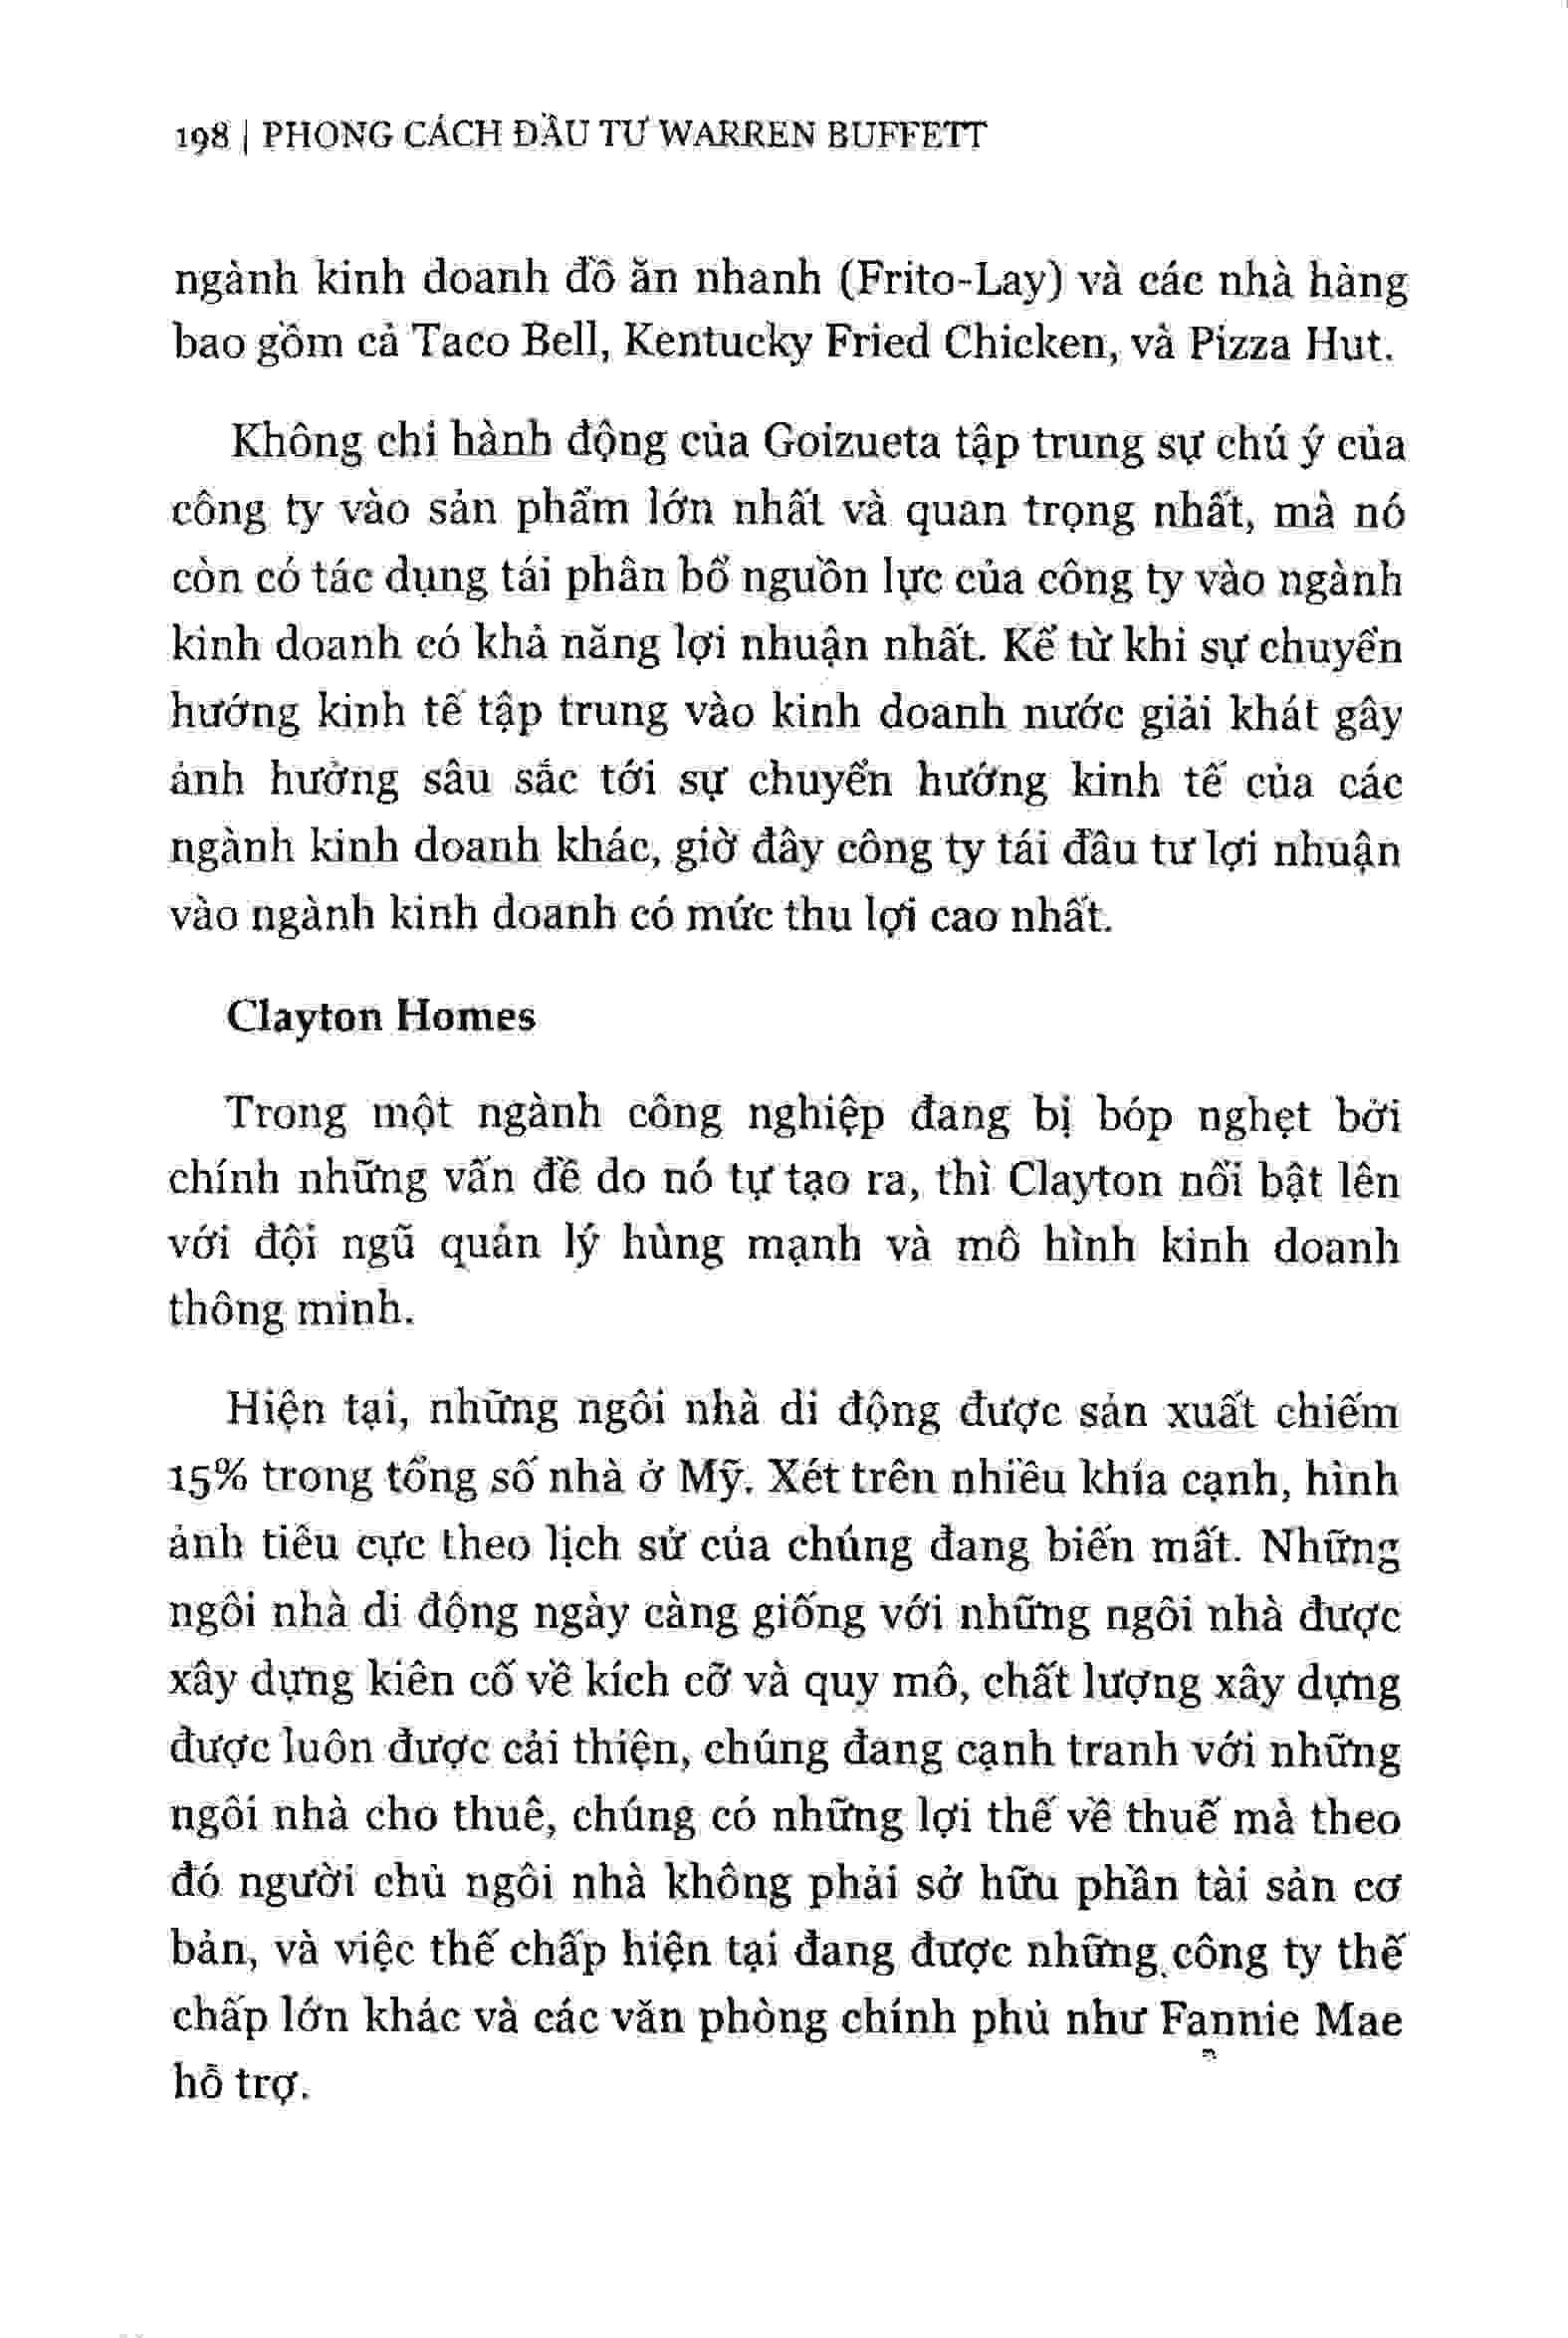 198 | PHONG CÁCH ĐẦU TƯ WARREN BUFFETT
ngành kinh doanh đồ ăn nhanh (Frito-Lay) và các nhà hàng
bao gồm cả Taco Bell, Kentucky Fried Chicken, và Pizza Hut.
Không chỉ hành động của Goizueta tập trung sự chú ý của
công ty vào sản phẩm lớn nhất và quan trọng nhất, mà nó
còn có tác dụng tái phân bổ nguồn lực của công ty vào ngành
kinh doanh có khả năng lợi nhuận nhất. Kể từ khi sự chuyển
hướng kinh tế tập trung vào kinh doanh nước giải khát gây
ảnh hưởng sâu sắc tới sự chuyển hướng kinh tế của các
ngành kinh doanh khác, giờ đây công ty tái đầu tư lợi nhuận
vào ngành kinh doanh có mức thu lợi cao nhất.
Clayton Homes
Trong một ngành công nghiệp đang bị bóp nghẹt bởi
chính những vấn đề do nó tự tạo ra, thì Clayton nổi bật lên
với đội ngũ quản lý hùng mạnh và mô hình kinh doanh
thông minh.
Hiện tại, những ngôi nhà di động được sản xuất chiếm
15% trong tổng số nhà ở Mỹ. Xét trên nhiều khía cạnh, hình
ảnh tiêu cực theo lịch sử của chúng đang biến mất. Những
ngôi nhà di động ngày càng giống với những ngôi nhà được
xây dựng kiên cố về kích cỡ và quy mô, chất lượng xây dựng
được luôn được cải thiện, chúng đang cạnh tranh với những
ngôi nhà cho thuê, chúng có những lợi thế về thuế mà theo
đó người chủ ngôi nhà không phải sở hữu phần tài sản cơ
bản, và việc thế chấp hiện tại đang được những công ty thế
chấp lớn khác và các văn phòng chính phủ như Fannie Mae
hỗ trợ.